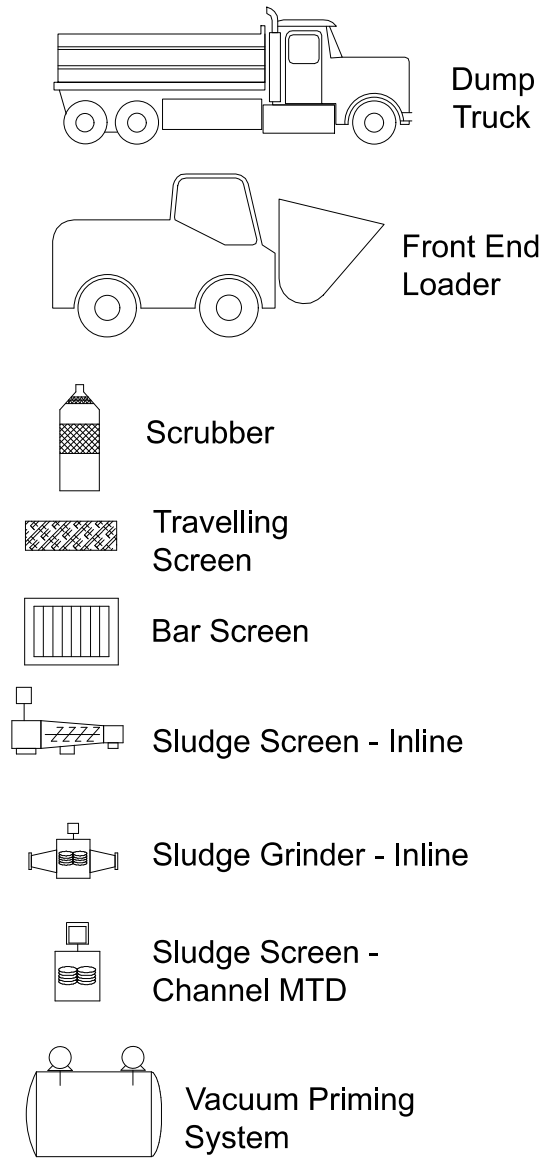 Dump
Truck
Front End
Loader
Scrubber
Travelling
Screen
Bar Screen
Sludge Screen - Inline
Sludge Grinder - Inline
Sludge Screen -
Channel MTD
Vacuum Priming
System